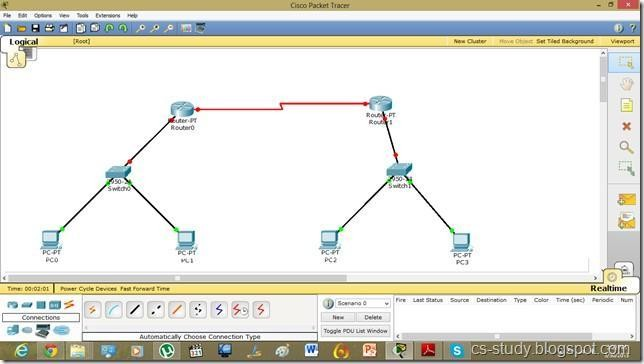 Cisco Packet Tracer
File Edit Options View Tools Extensions Help
Logical
[Root]
New Cluster
Move Object
Set Tiled Background
Viewport
Router-PT
Router0
Router-PT
Router1
Switch0
Switch1
PC-PT
PC0
PC-PT
PC1
PC-PT
PC2
PC-PT
PC3
Time: 00:02:01
Power Cycle Devices Fast Forward Time
Realtime
Connections
Automatically Choose Connection Type
Scenario 0
New
Delete
Toggle PDU List Window
Fire
Last Status
Source
Destination
Type
Color
Time (sec)
Periodic
Num
cs-study.blogspot.com